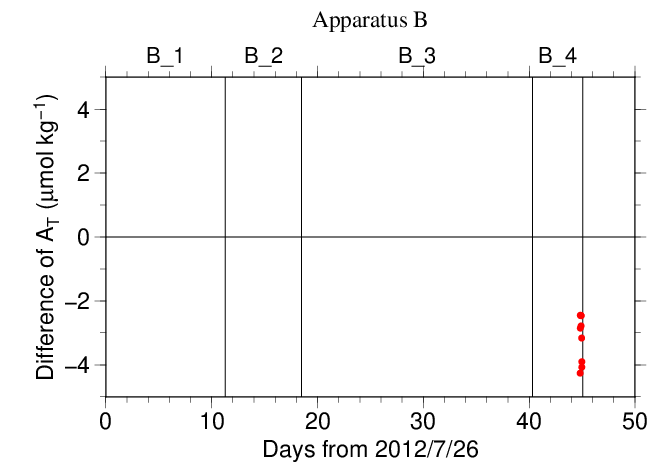 Apparatus B
B_1 B_2 B_3 B_4
Difference of A_T (µmol kg⁻¹)
4
2
0
−2
−4
0 10 20 30 40 50
Days from 2012/7/26